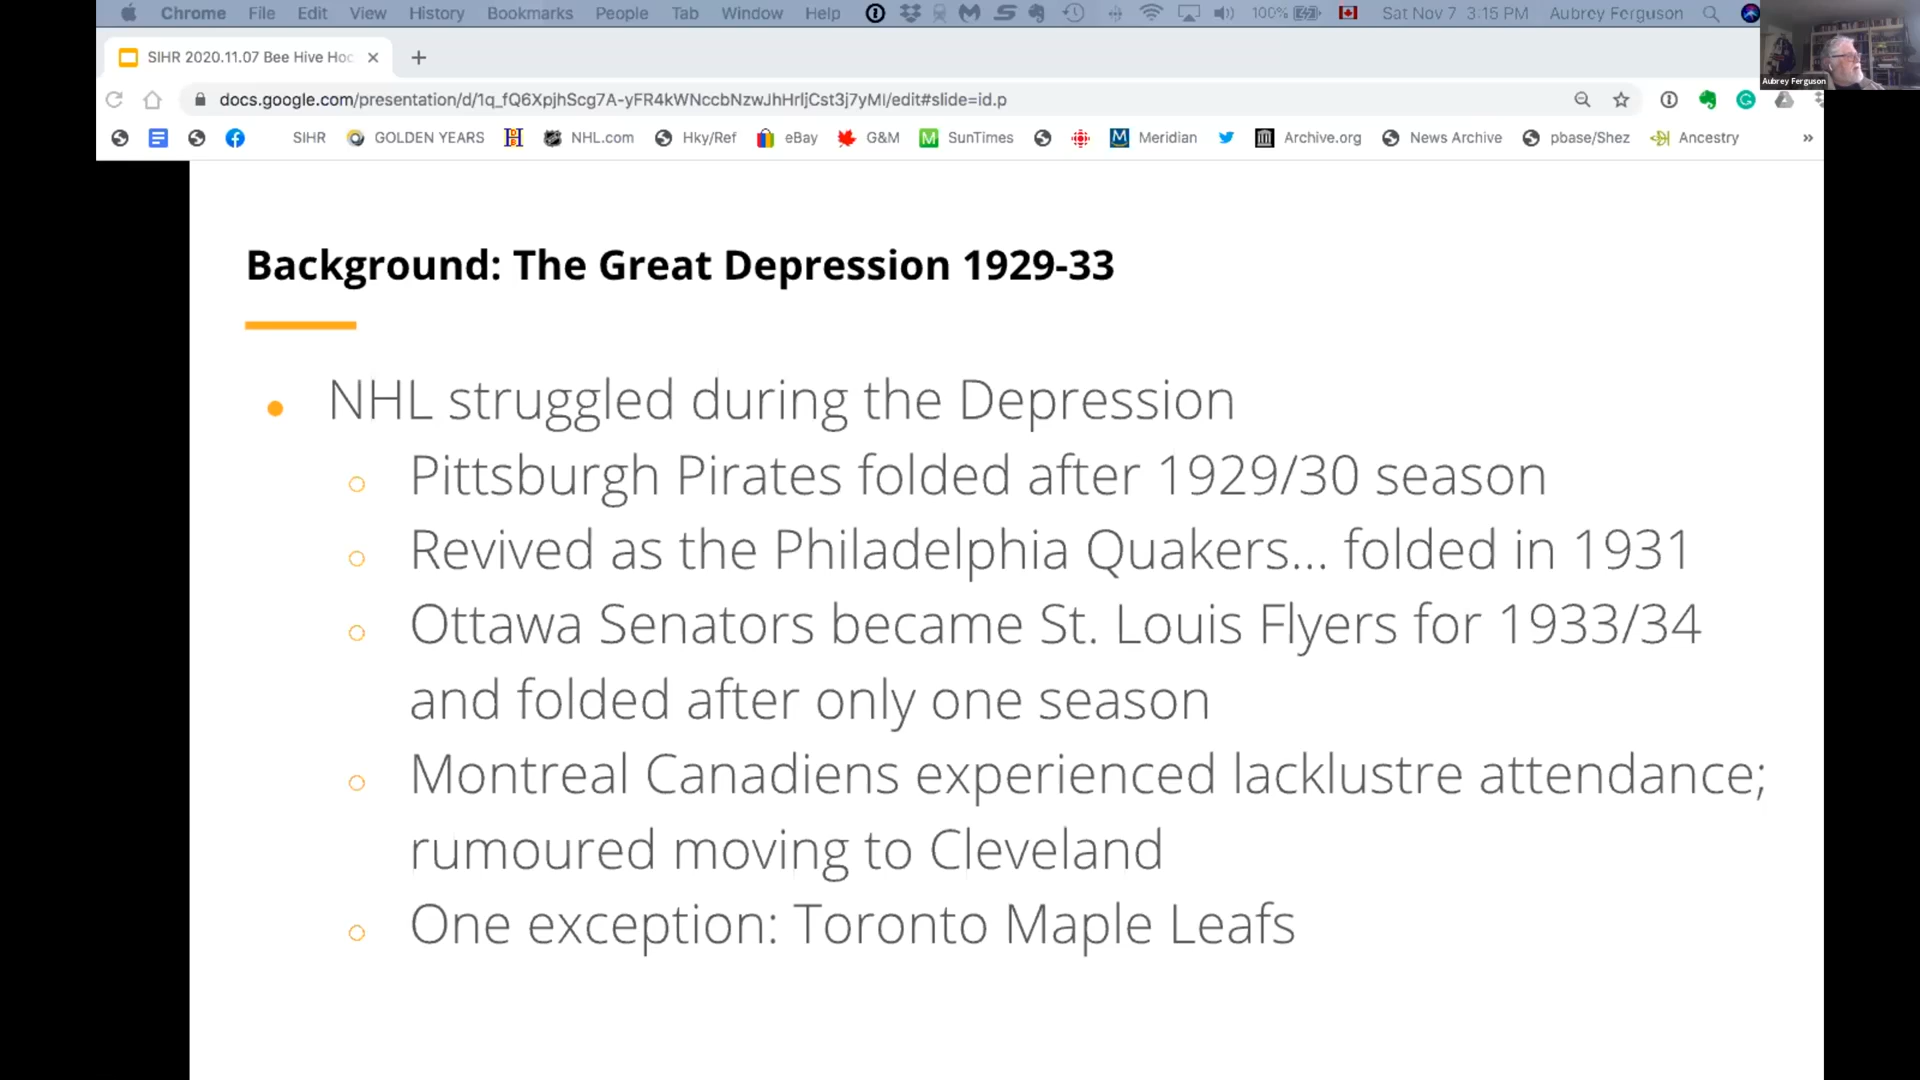 Chrome File Edit View History Bookmarks People Tab Window Help 100% Sat Nov 7 3:15 PM Aubrey Ferguson
SIHR 2020.11.07 Bee Hive Hoc
Aubrey Ferguson
docs.google.com/presentation/d/1q_fQ6XpjhScg7A-yFR4kWNccbNzwJhHrIjCst3j7yMI/edit#slide=id.p
SIHR GOLDEN YEARS NHL.com Hky/Ref eBay G&M SunTimes Meridian Archive.org News Archive pbase/Shez Ancestry »
Background: The Great Depression 1929-33
● NHL struggled during the Depression
○ Pittsburgh Pirates folded after 1929/30 season
○ Revived as the Philadelphia Quakers... folded in 1931
○ Ottawa Senators became St. Louis Flyers for 1933/34
and folded after only one season
○ Montreal Canadiens experienced lacklustre attendance;
rumoured moving to Cleveland
○ One exception: Toronto Maple Leafs